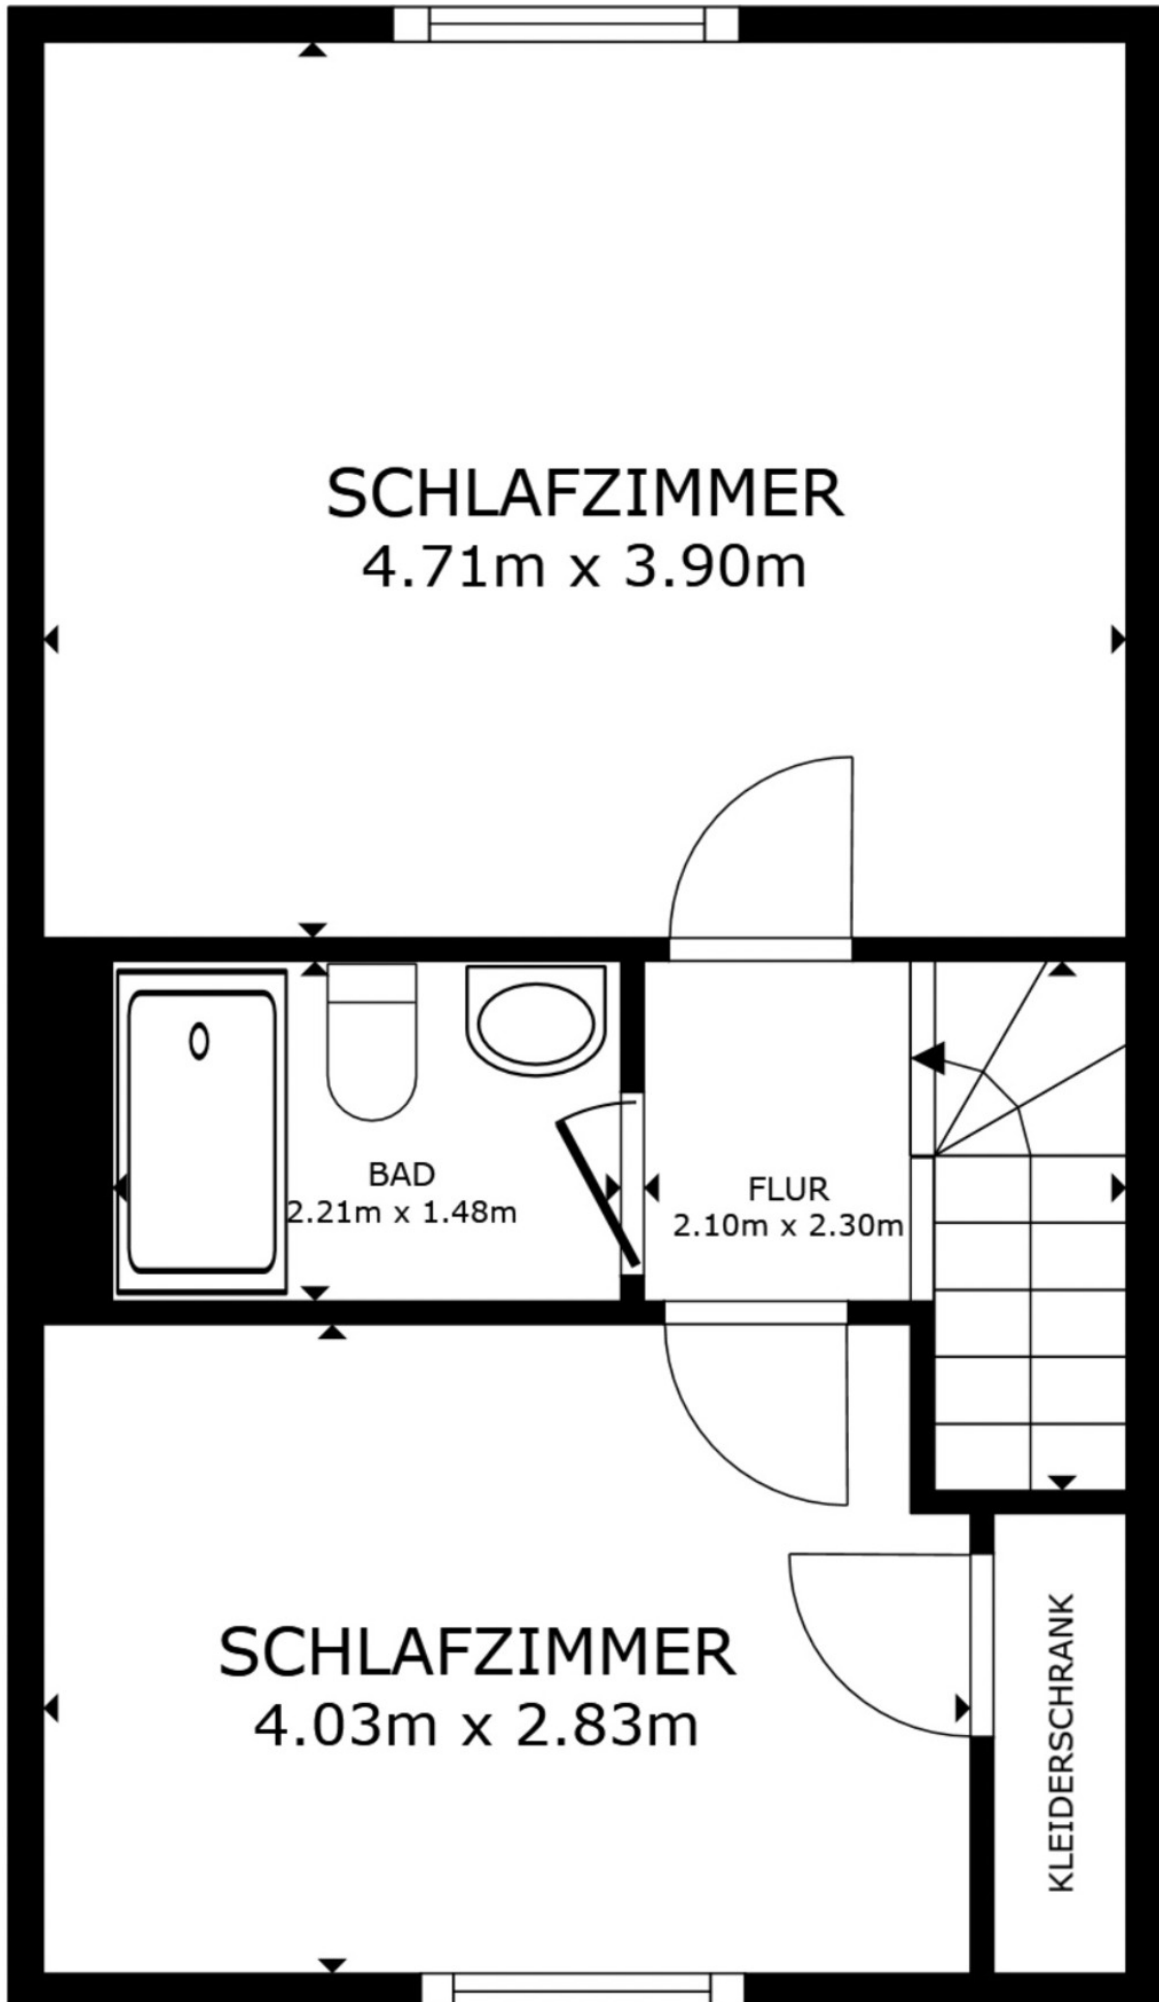 SCHLAFZIMMER
4.71m x 3.90m
BAD
2.21m x 1.48m
FLUR
2.10m x 2.30m
SCHLAFZIMMER
4.03m x 2.83m
KLEIDERSCHRANK